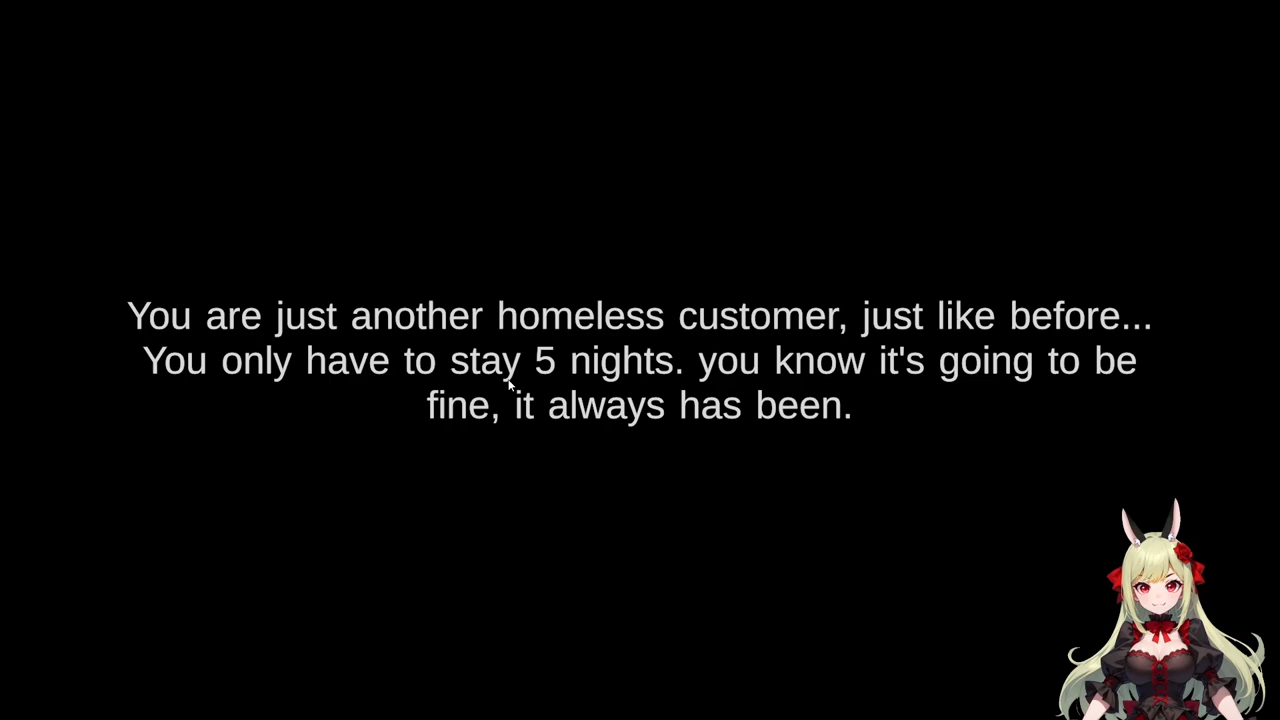 You are just another homeless customer, just like before...
You only have to stay 5 nights. you know it's going to be
fine, it always has been.